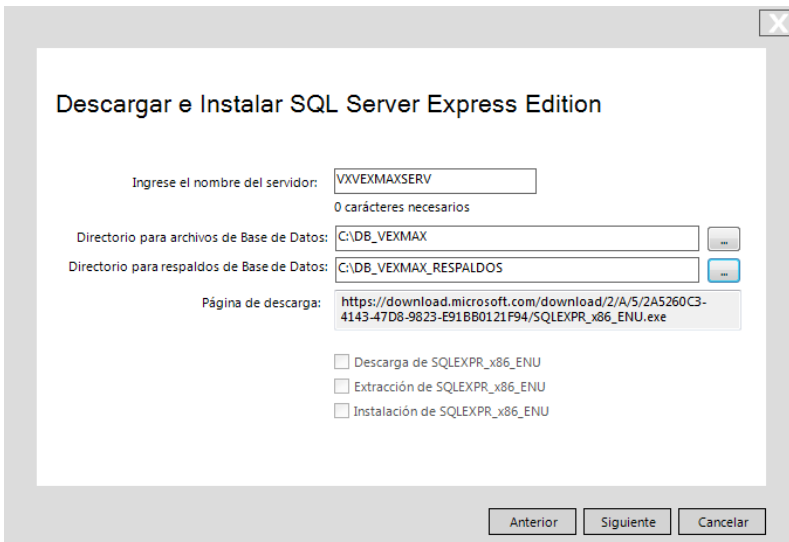 X
Descargar e Instalar SQL Server Express Edition
Ingrese el nombre del servidor: VXVEXMAXSERV
0 carácteres necesarios
Directorio para archivos de Base de Datos: C:\DB_VEXMAX ...
Directorio para respaldos de Base de Datos: C:\DB_VEXMAX_RESPALDOS ...
Página de descarga: https://download.microsoft.com/download/2/A/5/2A5260C3-
4143-47D8-9823-E91BB0121F94/SQLEXPR_x86_ENU.exe
Descarga de SQLEXPR_x86_ENU
Extracción de SQLEXPR_x86_ENU
Instalación de SQLEXPR_x86_ENU
Anterior Siguiente Cancelar